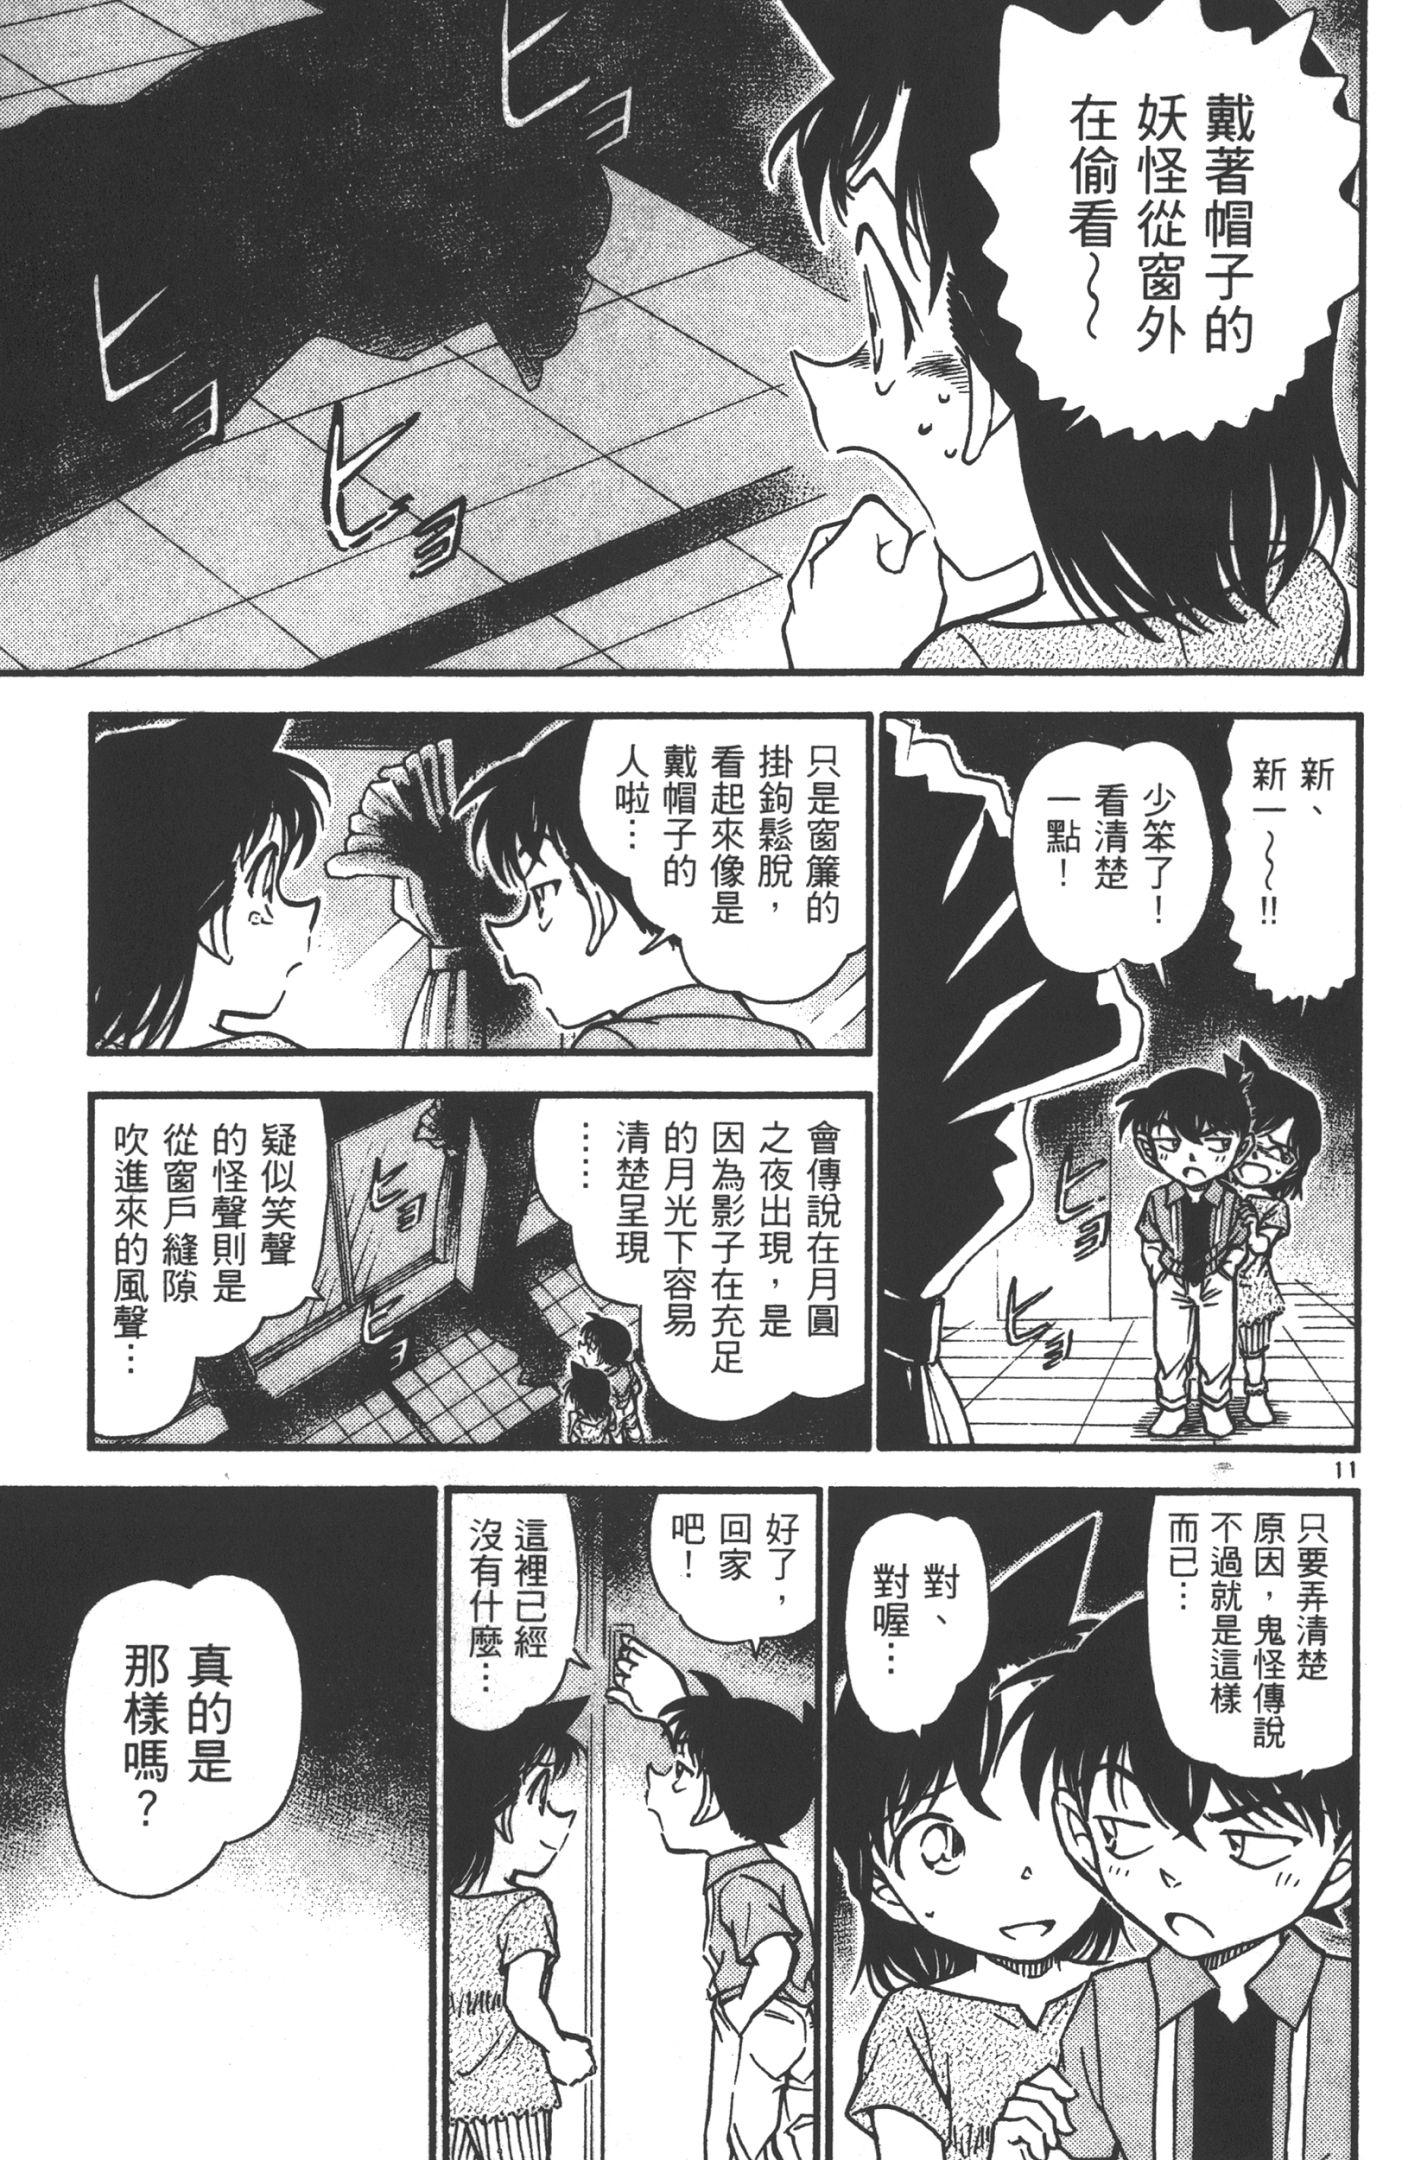 戴著帽子的
妖怪從窗外
在偷看～～
ヒュ
ヒュ
ヒュ
新、
新一～!!
少笨了！
看清楚
一點！
ヒュ
ヒュ
只是窗簾的
掛鉤鬆脫，
看起來像是
戴帽子的
人啦…
會傳說在月圓
之夜出現，是
因為影子在充足
的月光下容易
清楚呈現
……
疑似笑聲
的怪聲則是
從窗戶縫隙
吹進來的風聲…
ヒュ
ヒュ
11
只要弄清楚
原因，鬼怪傳說
不過就是這樣
而已…
對、
對喔…
好了，
回家
吧！
這裡已經
沒有什麼…
真的是
那樣嗎？